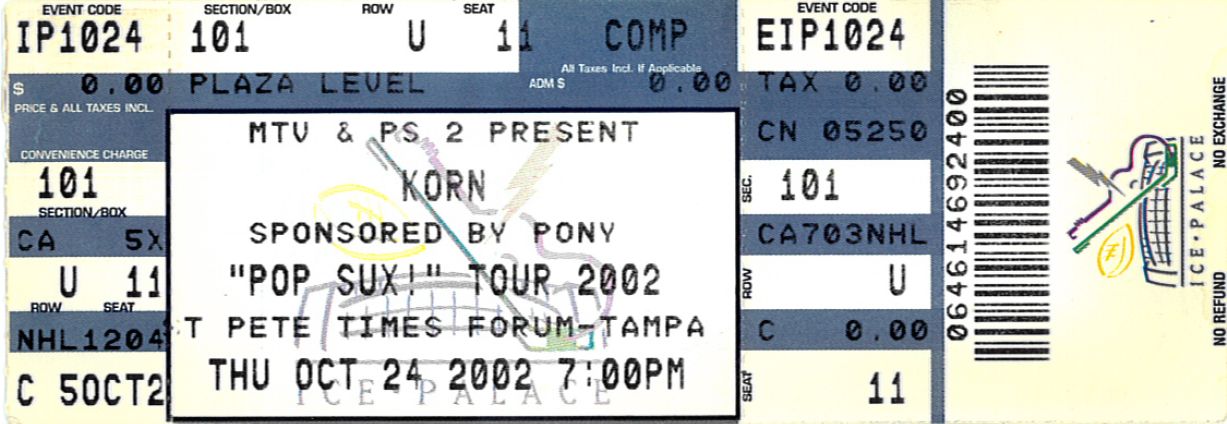 EVENT CODE SECTION/BOX ROW SEAT EVENT CODE
IP1024 101 U 11 COMP EIP1024
All Taxes Incl. If Applicable
$ 0.00 PLAZA LEVEL ADM $ 0.00 TAX 0.00
PRICE & ALL TAXES INCL.
MTV & PS 2 PRESENT
CN 05250
CONVENIENCE CHARGE
101
SECTION/BOX
KORN
SEC. 101
CA 5X
SPONSORED BY PONY
CA703NHL
U 11
ROW SEAT
"POP SUX!" TOUR 2002
ROW U
NHL1204
T PETE TIMES FORUM-TAMPA
C 0.00
C 5OCT2
THU OCT 24 2002 7:00PM
ICE·PALACE
SEAT 11
064614692400
ICE·PALACE
NO REFUND NO EXCHANGE